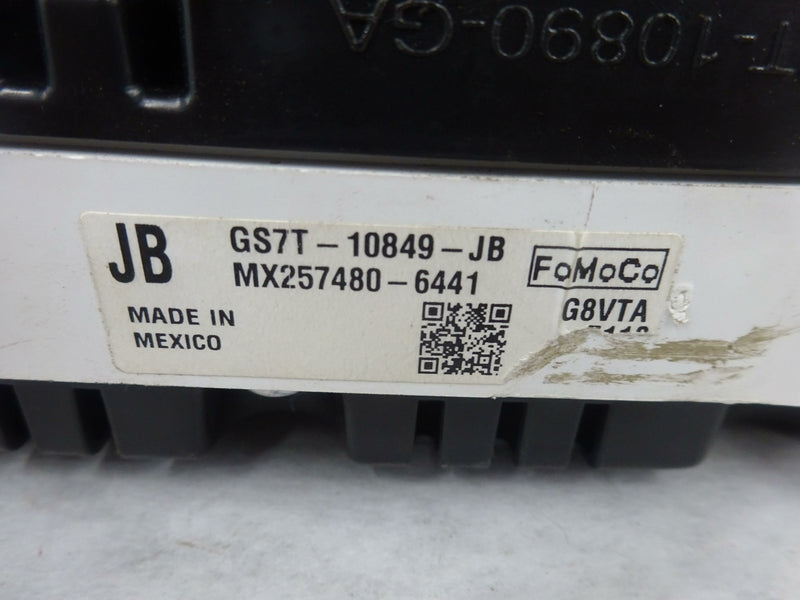 T-10890-GA
JB
GS7T-10849-JB
MX257480-6441
FoMoCo
G8VTA
MADE IN
MEXICO